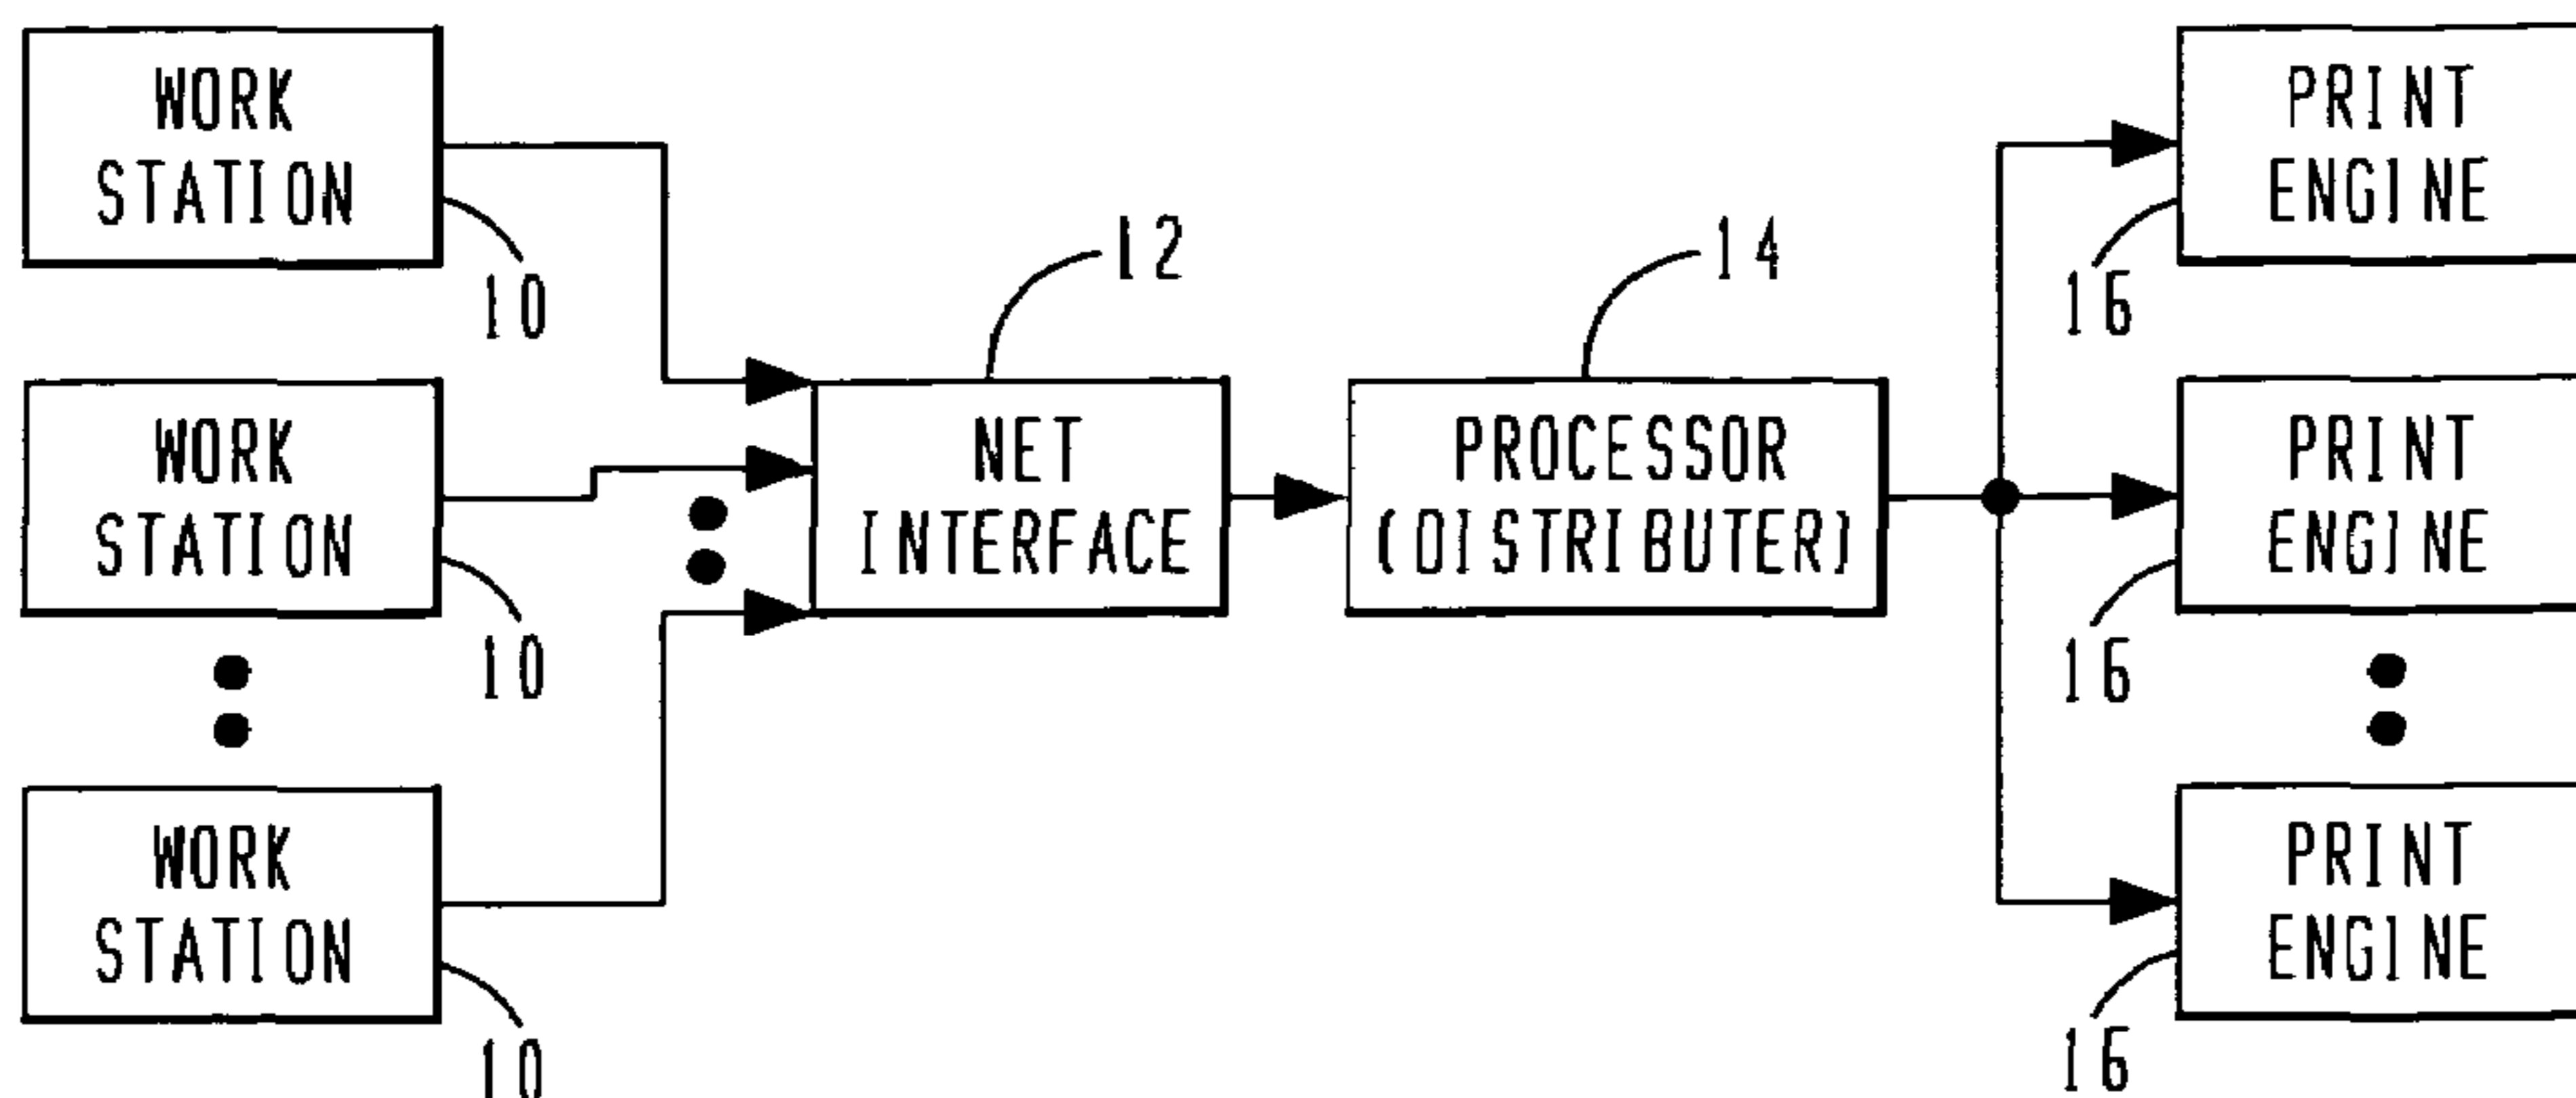 WORK
STATION
10
WORK
STATION
10
WORK
STATION
10
12
NET
INTERFACE
14
PROCESSOR
(DISTRIBUTER)
PRINT
ENGINE
16
PRINT
ENGINE
16
PRINT
ENGINE
16